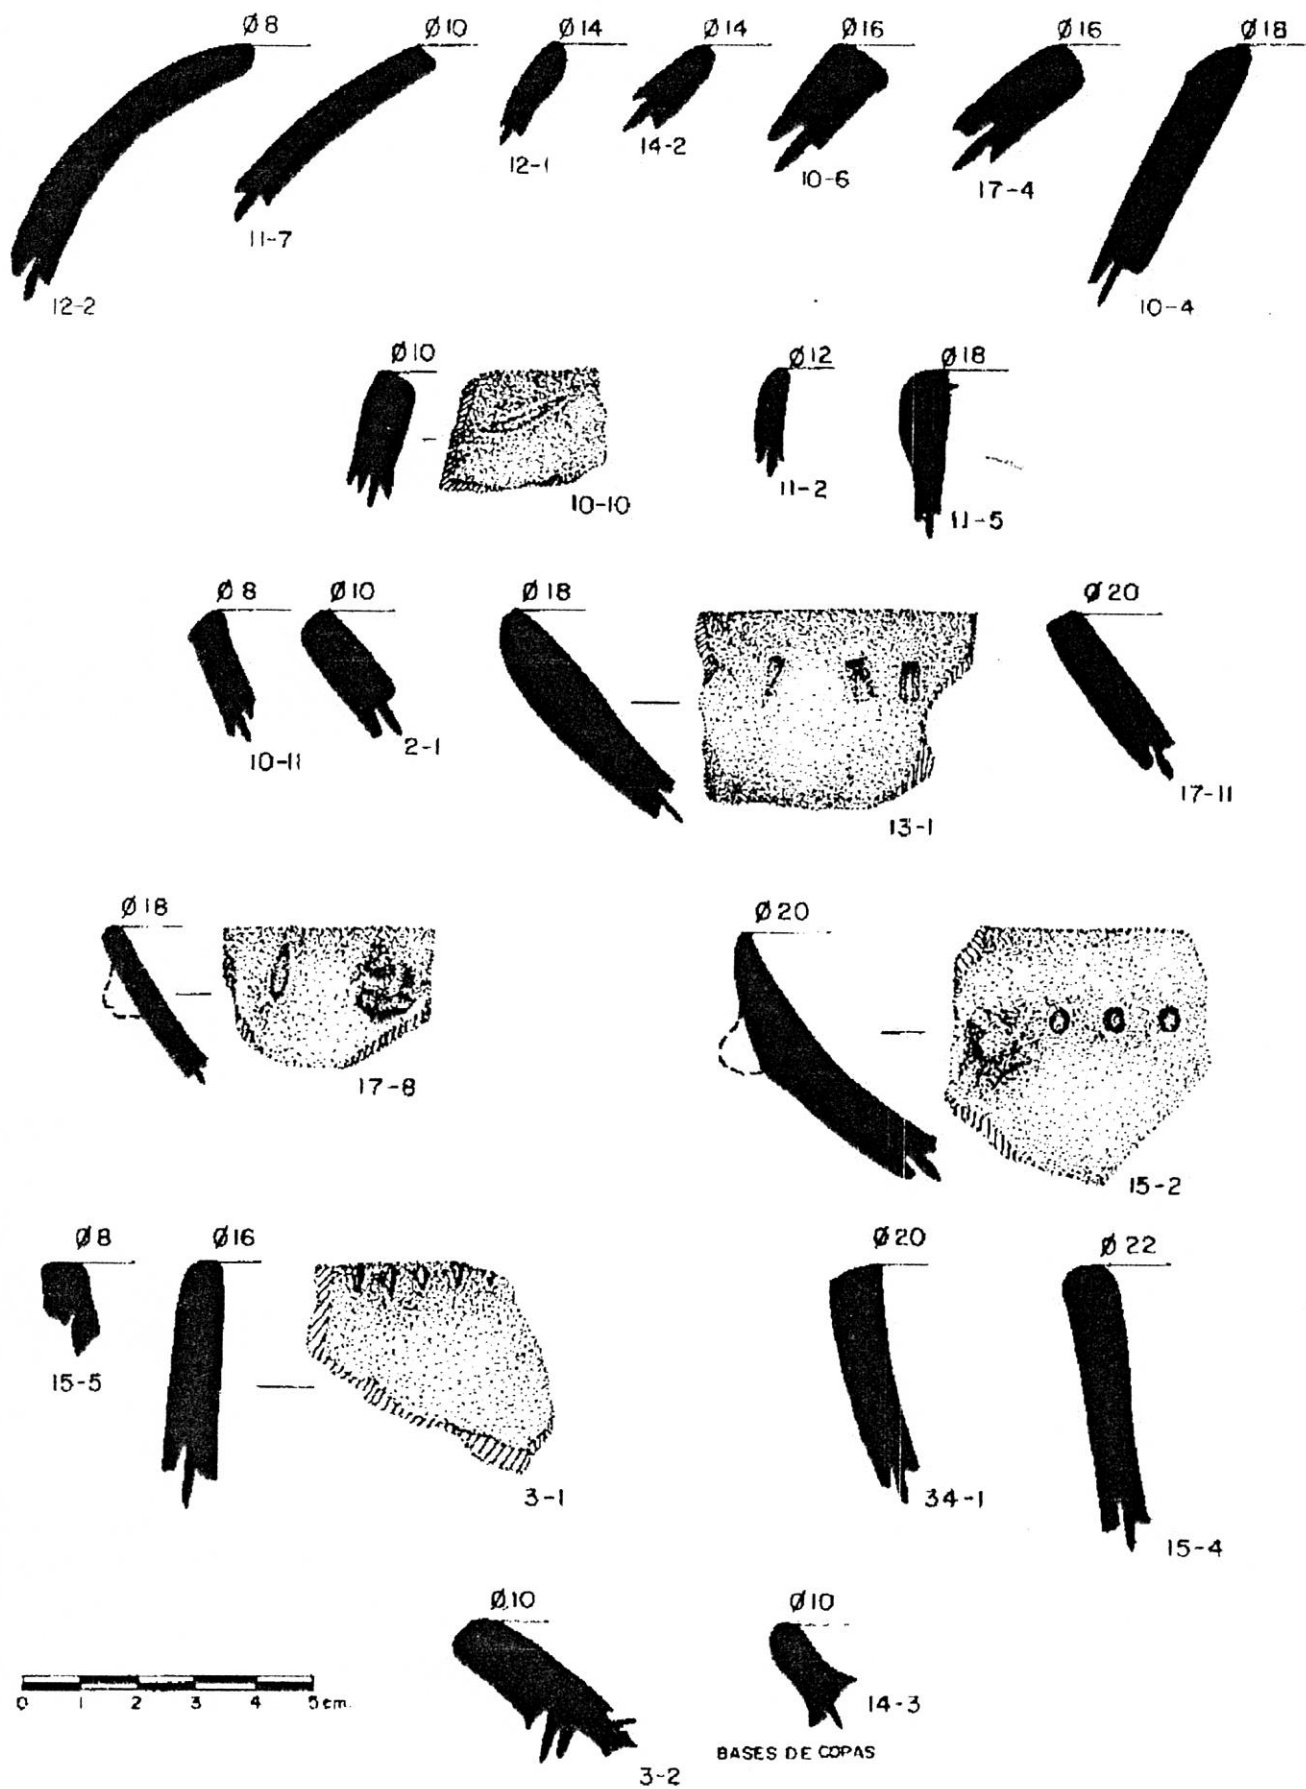 Ø8 Ø10 Ø14 Ø14 Ø16 Ø16 Ø18
12-1 14-2 10-6 17-4
11-7
12-2 10-4
Ø10 Ø12 Ø18
10-10 11-2 11-5
Ø8 Ø10 Ø18 Ø20
10-11 2-1 13-1 17-11
Ø18 Ø20
17-8 15-2
Ø8 Ø16 Ø20 Ø22
15-5 3-1 34-1 15-4
Ø10 Ø10
0 1 2 3 4 5cm.
14-3
BASES DE COPAS
3-2